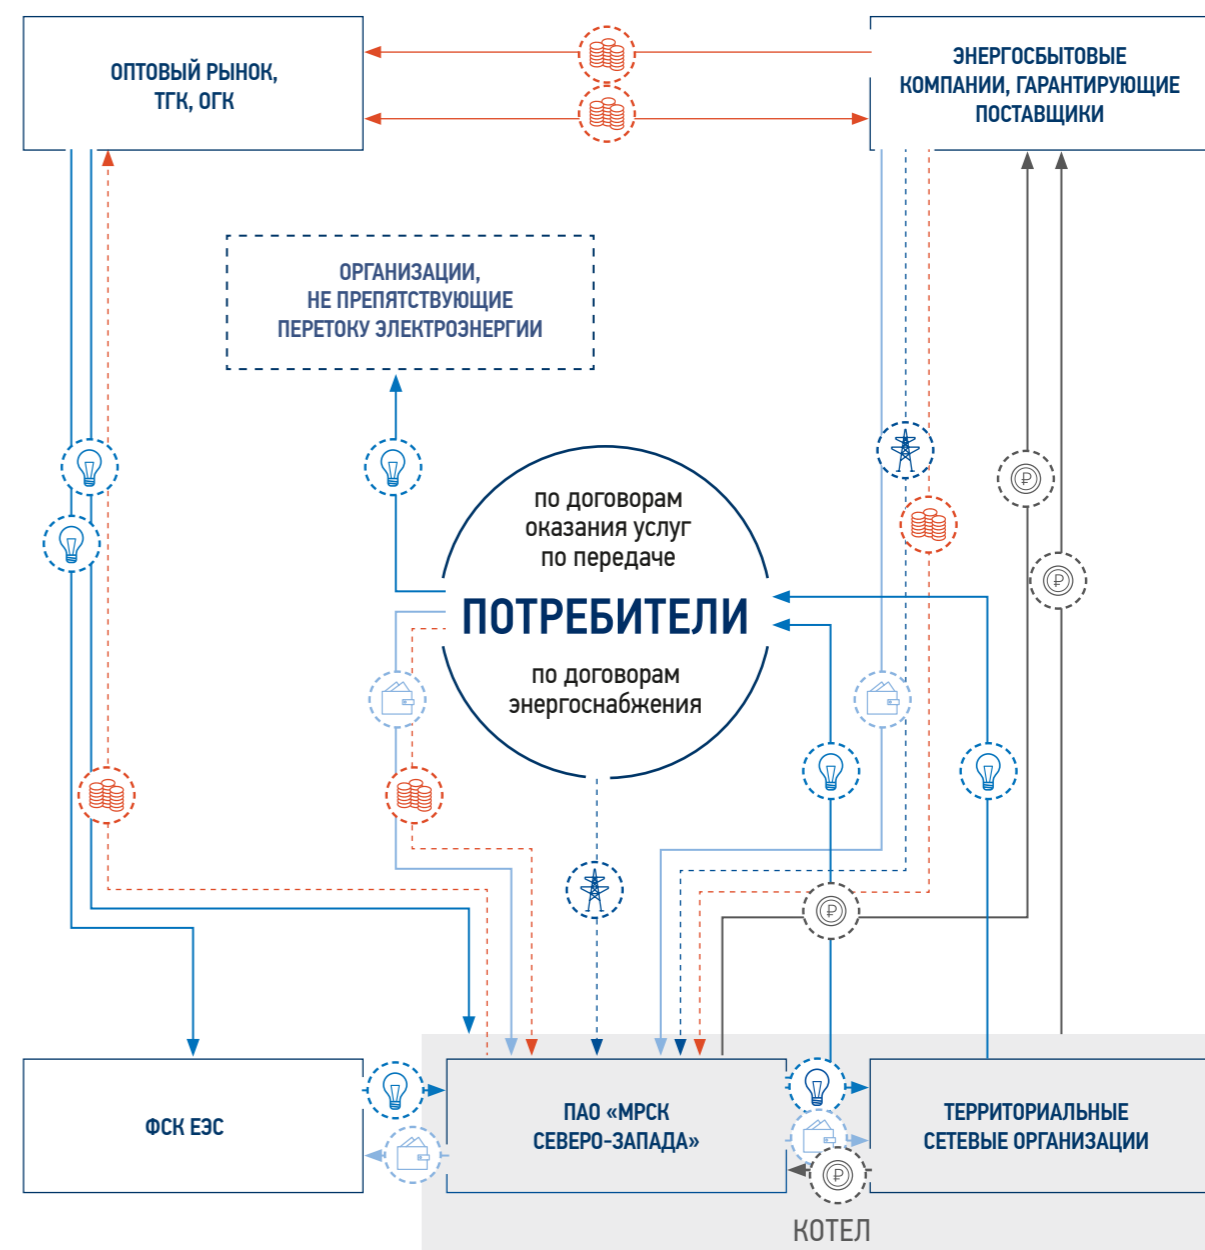 ОПТОВЫЙ РЫНОК,
ТГК, ОГК
ЭНЕРГОСБЫТОВЫЕ
КОМПАНИИ, ГАРАНТИРУЮЩИЕ
ПОСТАВЩИКИ
ОРГАНИЗАЦИИ,
НЕ ПРЕПЯТСТВУЮЩИЕ
ПЕРЕТОКУ ЭЛЕКТРОЭНЕРГИИ
по договорам
оказания услуг
по передаче
ПОТРЕБИТЕЛИ
по договорам
энергоснабжения
₽
₽
₽
ФСК ЕЭС
ПАО «МРСК
СЕВЕРО-ЗАПАДА»
ТЕРРИТОРИАЛЬНЫЕ
СЕТЕВЫЕ ОРГАНИЗАЦИИ
₽
КОТЕЛ